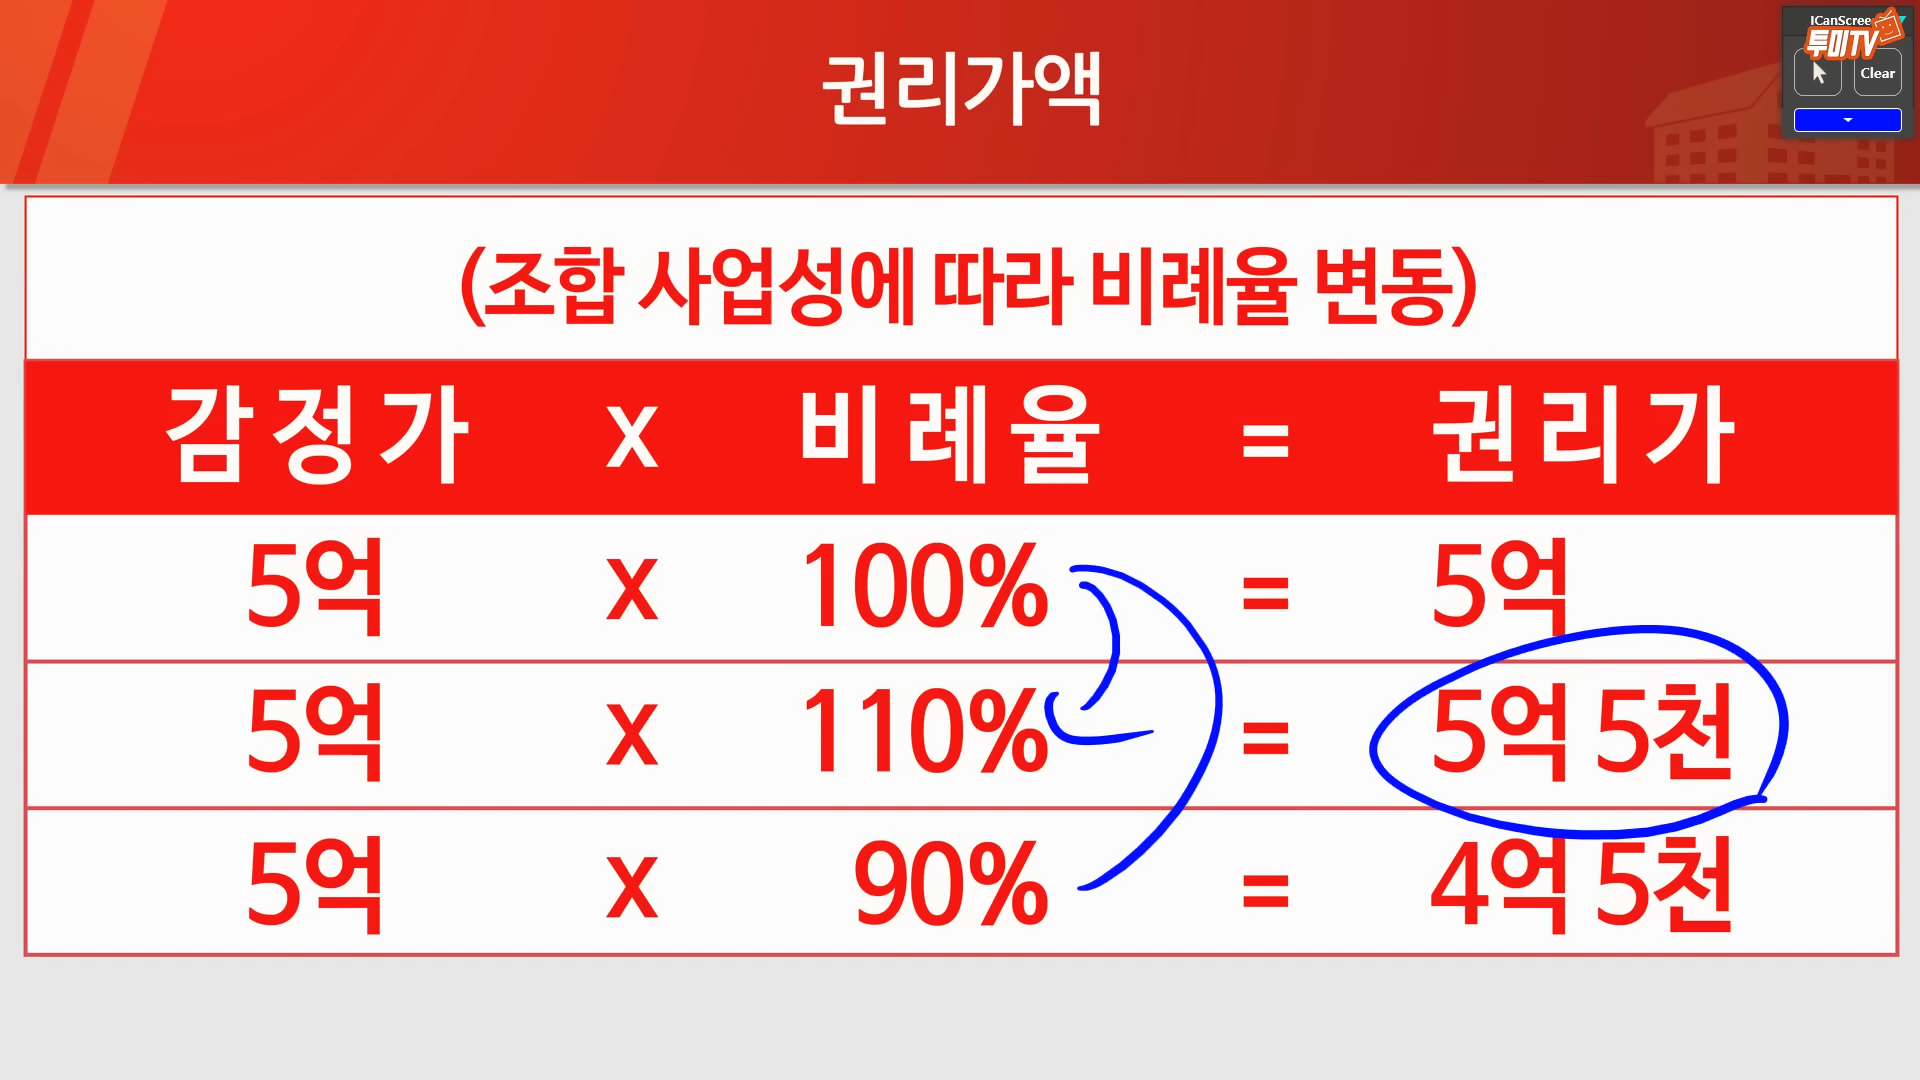 권리가액
ICanScree
투미TV
Clear
(조합 사업성에 따라 비례율 변동)
감정가 x 비례율 = 권리가
5억 x 100% = 5억
5억 x 110% = 5억 5천
5억 x 90% = 4억 5천